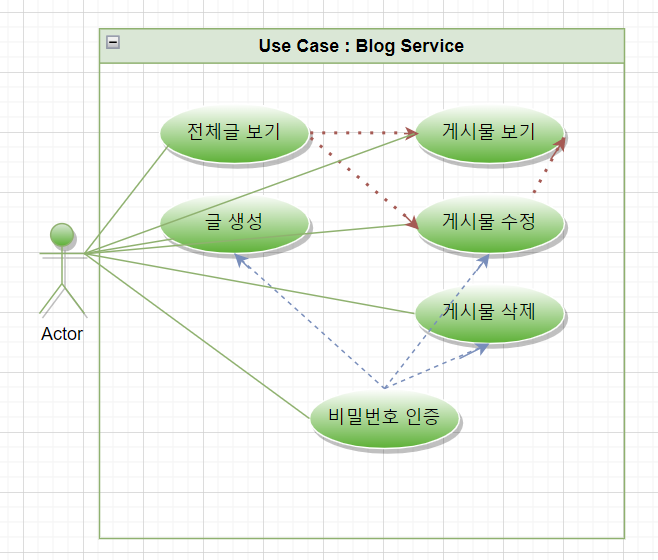 Use Case : Blog Service
전체글 보기
게시물 보기
글 생성
게시물 수정
Actor
게시물 삭제
비밀번호 인증